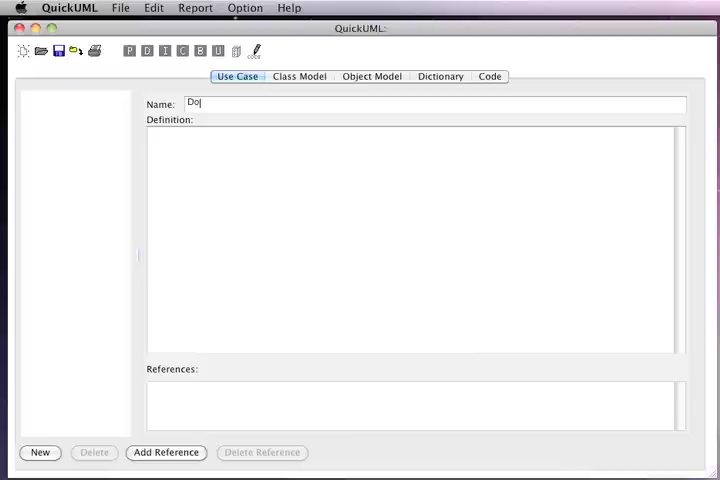 QuickUML File Edit Report Option Help
QuickUML:
P D I C B U CODE
Use Case Class Model Object Model Dictionary Code
Name: Do
Definition:
References:
New Delete Add Reference Delete Reference